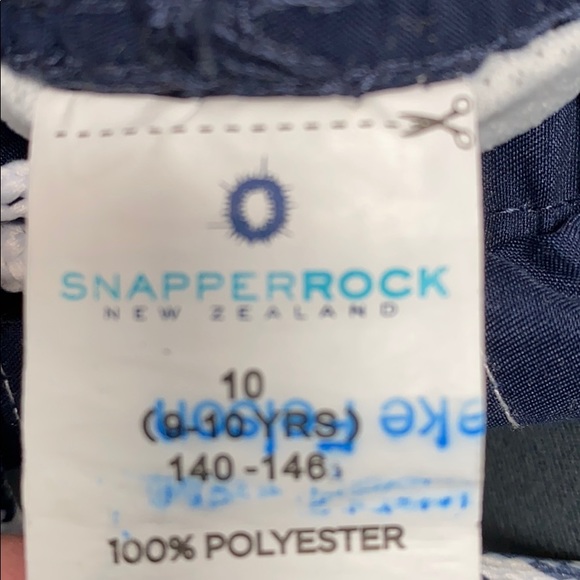 SNAPPERROCK
NEW ZEALAND
10
(9-10 YRS)
140-146
100% POLYESTER